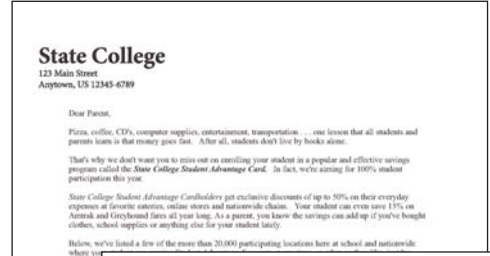 State College
123 Main Street
Anytown, US 12345-6789
Dear Parent,
Pizza, coffee, CD's, computer supplies, entertainment, transportation . . . one lesson that all students and
parents learn is that money goes fast. After all, students don't live by books alone.
That's why we don't want you to miss out on enrolling your student in a popular and effective savings
program called the State College Student Advantage Card. In fact, we're aiming for 100% student
participation this year.
State College Student Advantage Cardholders get exclusive discounts of up to 50% on their everyday
expenses at favorite eateries, online stores and nationwide chains. Your student can even save 15% on
Amtrak and Greyhound fares all year long. As a parent, you know the savings can add up if you've bought
clothes, school supplies or anything else for your student lately.
Below, we've listed a few of the more than 20,000 participating locations here at school and nationwide
where